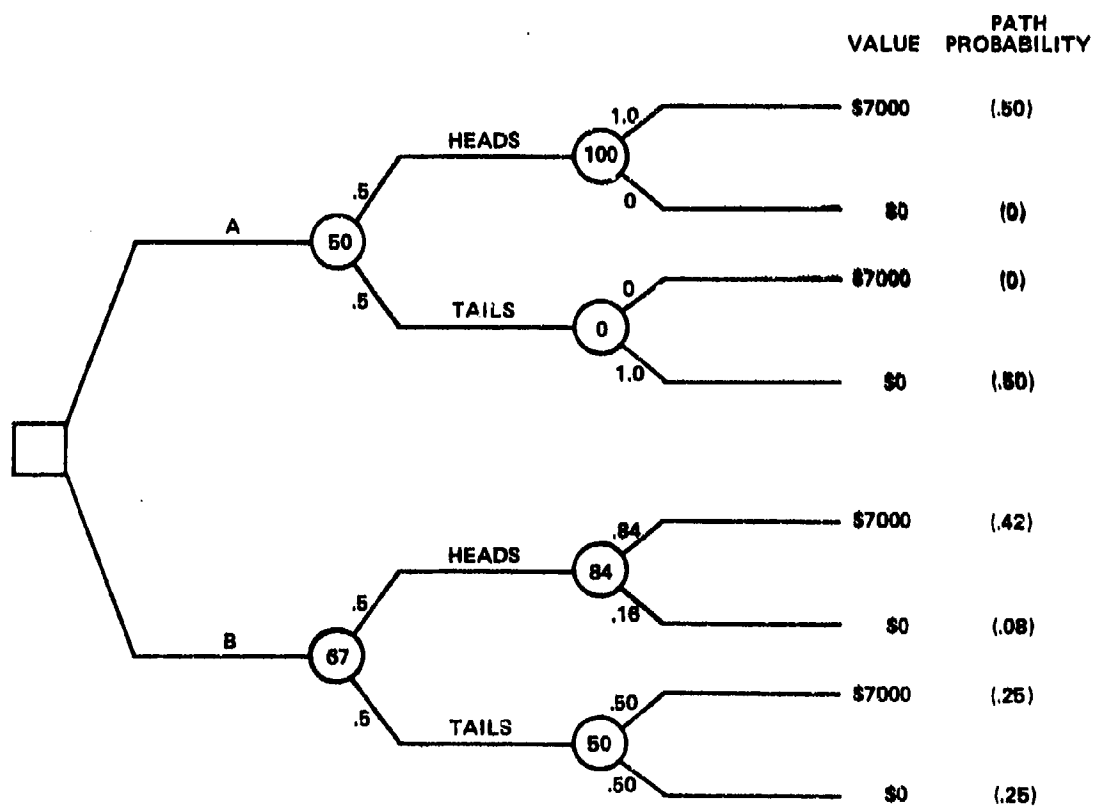 PATH
VALUE PROBABILITY
1.0 $7000 (.50)
HEADS
100
.5 0 $0 (0)
A
50
0 $7000 (0)
.5 TAILS
0
1.0 $0 (.50)
.84 $7000 (.42)
HEADS
84
.5 .16 $0 (.08)
B
67
.50 $7000 (.25)
.5 TAILS
50
.50 $0 (.25)